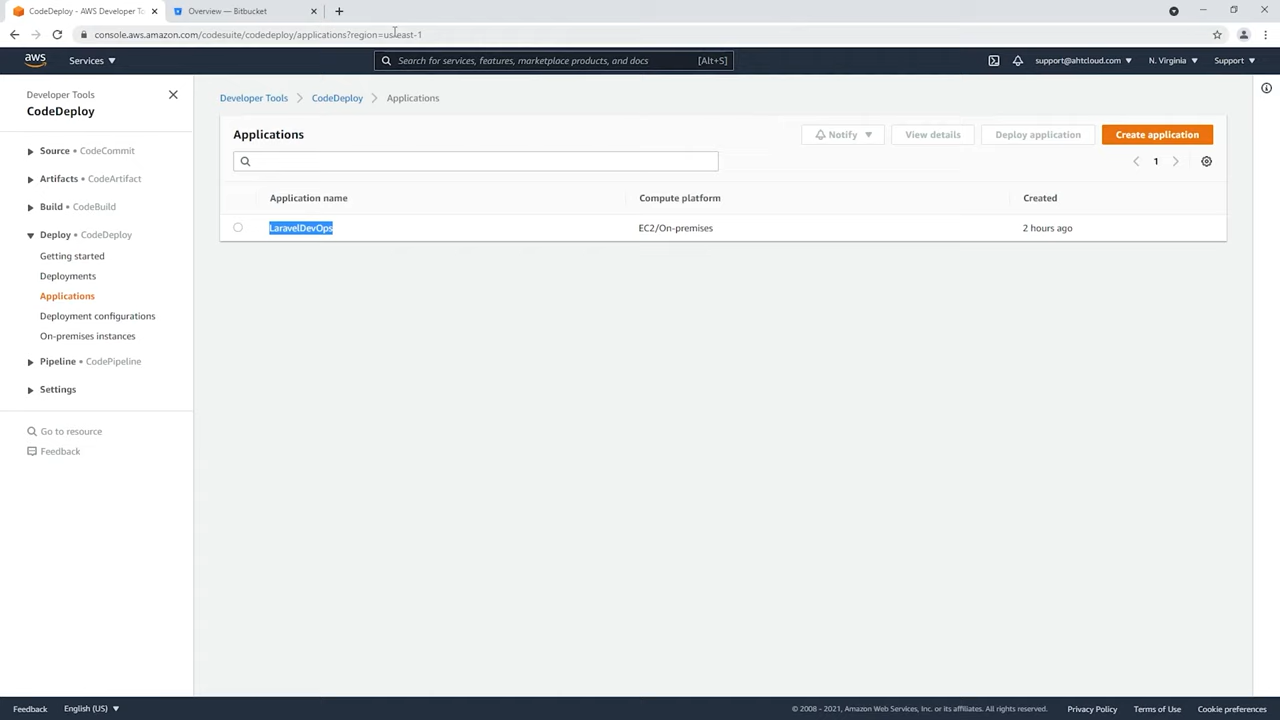 CodeDeploy - AWS Developer To
Overview — Bitbucket
console.aws.amazon.com/codesuite/codedeploy/applications?region=us-east-1
aws
Services
Search for services, features, marketplace products, and docs
[Alt+S]
support@ahtcloud.com
N. Virginia
Support
Developer Tools
CodeDeploy
Source • CodeCommit
Artifacts • CodeArtifact
Build • CodeBuild
Deploy • CodeDeploy
Getting started
Deployments
Applications
Deployment configurations
On-premises instances
Pipeline • CodePipeline
Settings
Go to resource
Feedback
Developer Tools > CodeDeploy > Applications
Applications
Notify
View details
Deploy application
Create application
1
Application name
Compute platform
Created
LaravelDevOps
EC2/On-premises
2 hours ago
Feedback
English (US)
© 2008 - 2021, Amazon Web Services, Inc. or its affiliates. All rights reserved.
Privacy Policy
Terms of Use
Cookie preferences